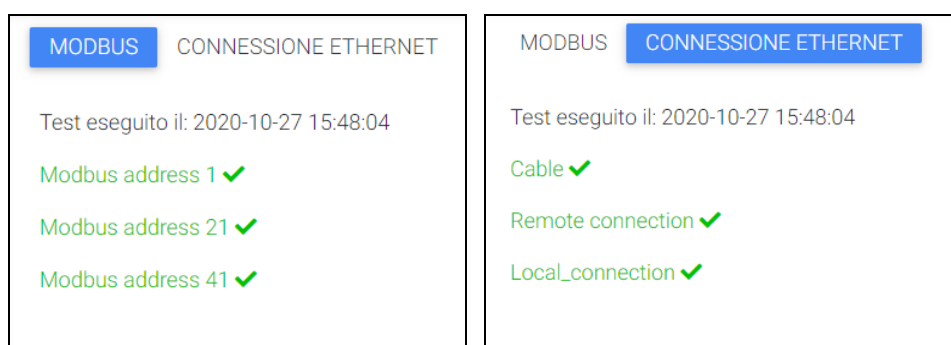 MODBUS CONNESSIONE ETHERNET
Test eseguito il: 2020-10-27 15:48:04
Modbus address 1
Modbus address 21
Modbus address 41
MODBUS CONNESSIONE ETHERNET
Test eseguito il: 2020-10-27 15:48:04
Cable
Remote connection
Local_connection